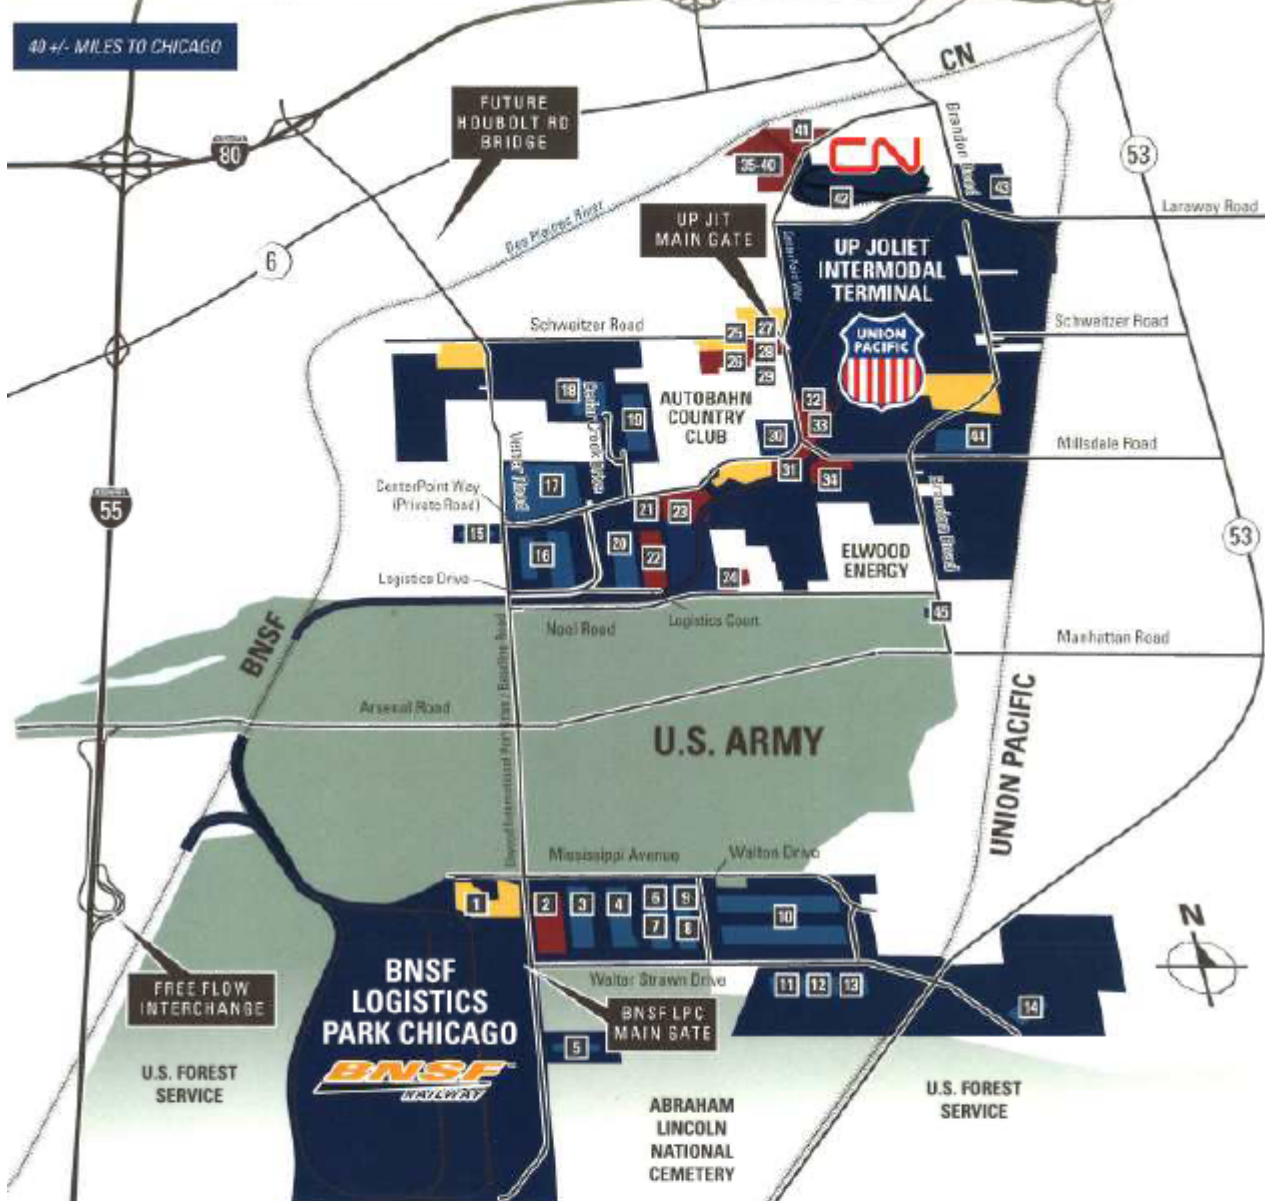 40 +/- MILES TO CHICAGO
FUTURE
HOUBOLT RD
BRIDGE
CN
Brandon Road
53
80
41
35-40
CN
42
43
Laraway Road
Des Plaines River
UP JIT
MAIN GATE
CenterPoint Way
UP JOLIET
INTERMODAL
TERMINAL
6
Schweitzer Road
25
27
26
28
29
UNION
PACIFIC
Schweitzer Road
18
19
AUTOBAHN
COUNTRY
CLUB
32
33
30
44
Millsdale Road
31
34
CenterPoint Way
(Private Road)
17
55
21
23
15
16
20
22
24
ELWOOD
ENERGY
Brandon Road
53
Logistics Drive
Noel Road
Logistics Court
45
Manhattan Road
BNSF
Arsenal Road
U.S. ARMY
UNION PACIFIC
Mississippi Avenue
Walton Drive
1
2
3
4
6
9
7
8
10
N
FREE FLOW
INTERCHANGE
BNSF
LOGISTICS
PARK CHICAGO
BNSF
RAILWAY
Walter Strawn Drive
11
12
13
14
BNSF LPC
MAIN GATE
5
U.S. FOREST
SERVICE
ABRAHAM
LINCOLN
NATIONAL
CEMETERY
U.S. FOREST
SERVICE